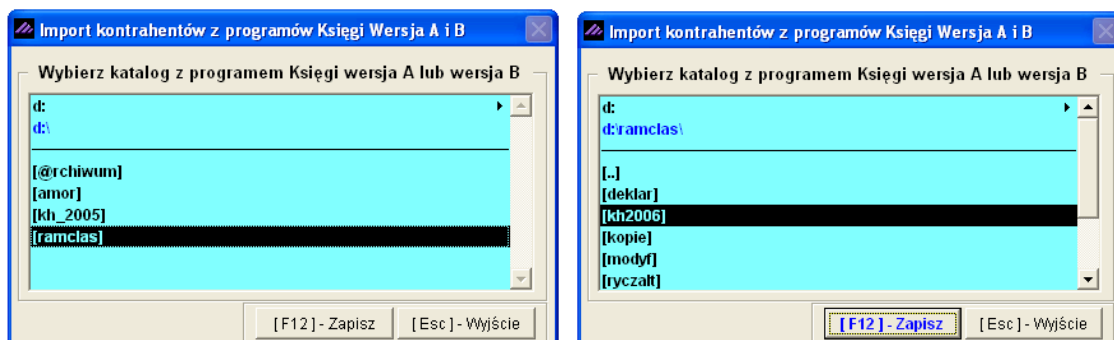 Import kontrahentów z programów Księgi Wersja A i B
Wybierz katalog z programem Księgi wersja A lub wersja B
d:
d:\
[@rchiwum]
[amor]
[kh_2005]
[ramclas]
[ F12 ] - Zapisz
[ Esc ] - Wyjście
Import kontrahentów z programów Księgi Wersja A i B
Wybierz katalog z programem Księgi wersja A lub wersja B
d:
d:\ramclas\
[..]
[deklar]
[kh2006]
[kopie]
[modyf]
[ryczalt]
[ F12 ] - Zapisz
[ Esc ] - Wyjście